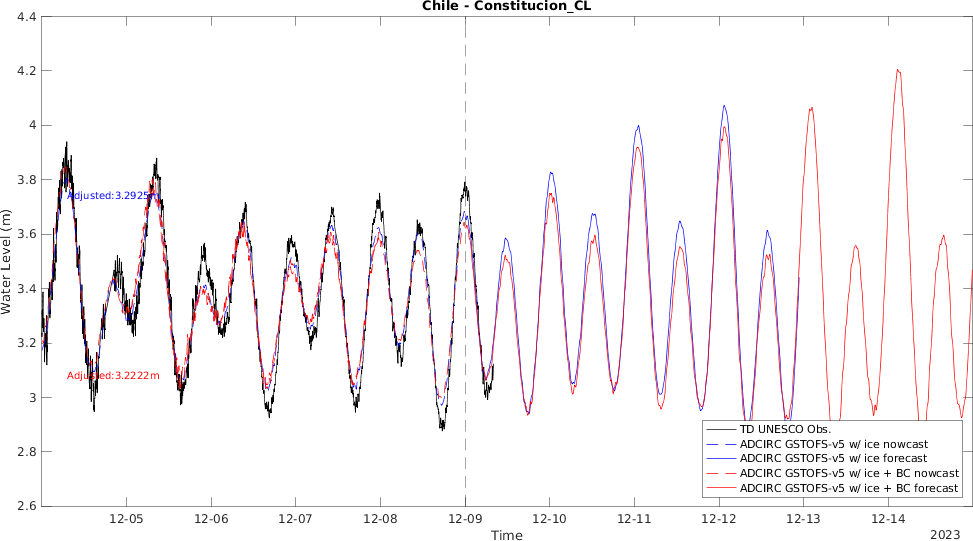 Chile - Constitucion_CL
4.4
4.2
4
3.8
3.6
3.4
3.2
3
2.8
2.6
Water Level (m)
Adjusted:3.2925m
Adjusted:3.2222m
TD UNESCO Obs.
ADCIRC GSTOFS-v5 w/ ice nowcast
ADCIRC GSTOFS-v5 w/ ice forecast
ADCIRC GSTOFS-v5 w/ ice + BC nowcast
ADCIRC GSTOFS-v5 w/ ice + BC forecast
12-05 12-06 12-07 12-08 12-09 12-10 12-11 12-12 12-13 12-14
Time
2023